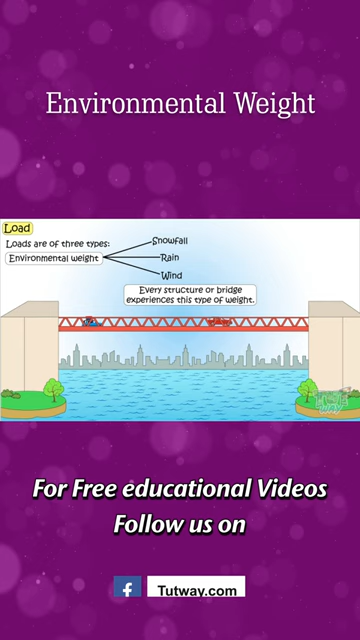 Environmental Weight
Load
Loads are of three types:
Environmental weight
Snowfall
Rain
Wind
Every structure or bridge
experiences this type of weight.
For Free educational Videos
Follow us on
f Tutway.com